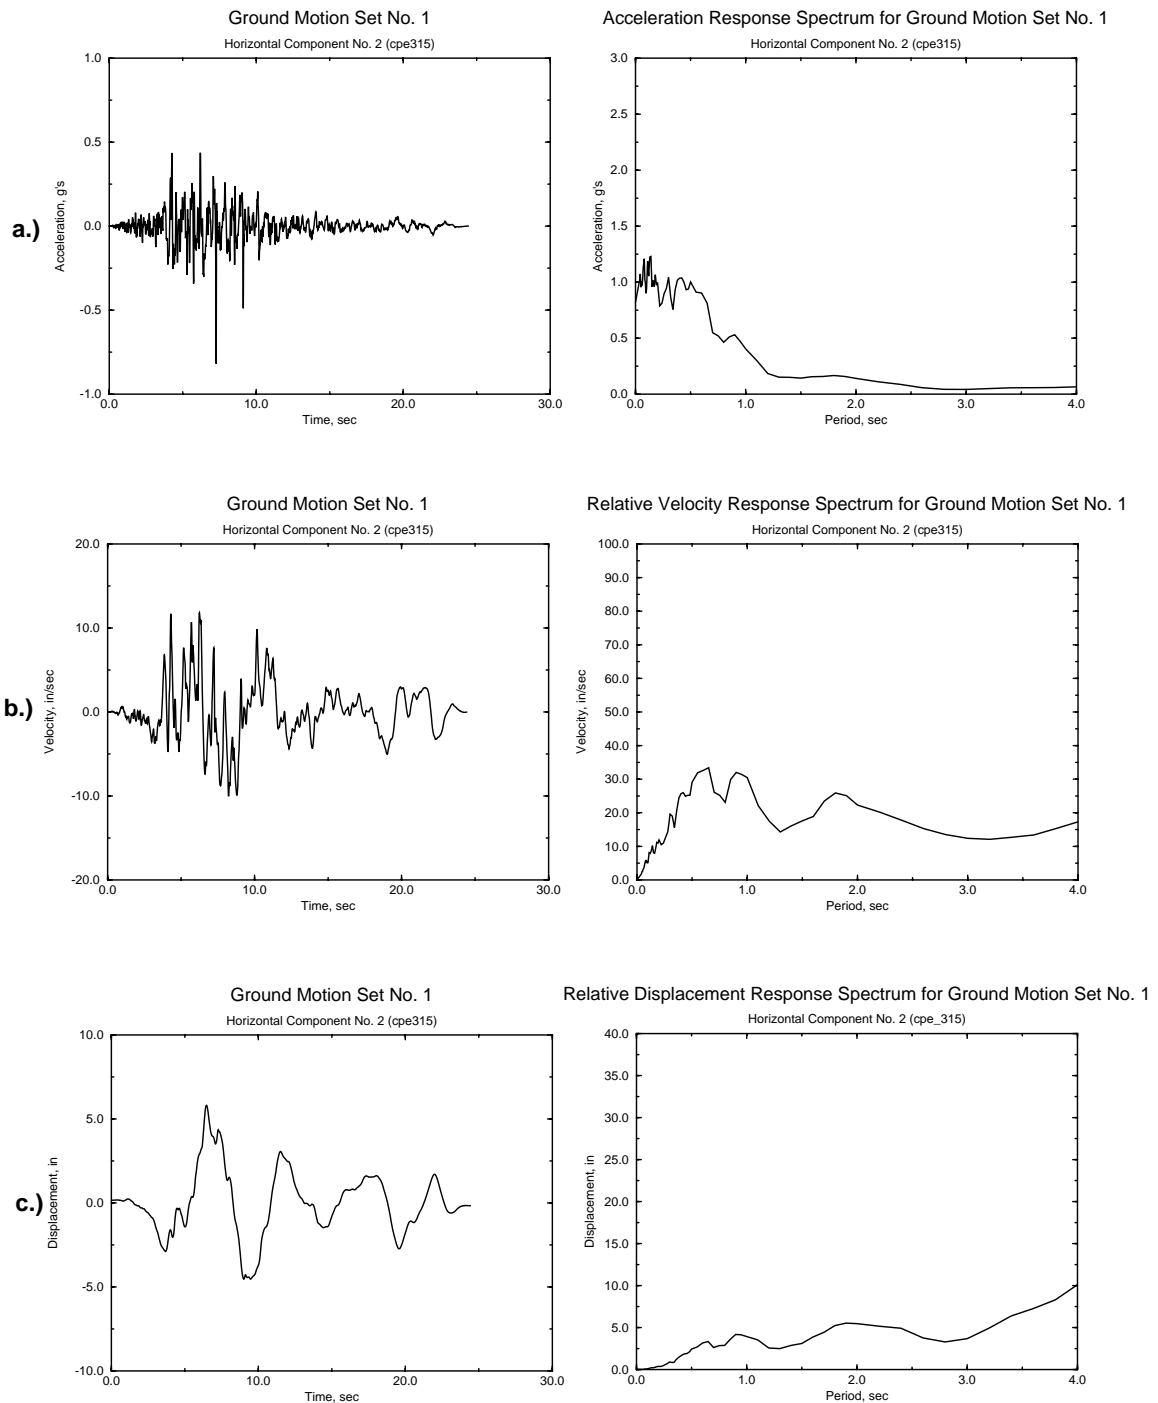 Ground Motion Set No. 1
Horizontal Component No. 2 (cpe315)
1.0
0.5
0.0
-0.5
-1.0
Acceleration, g's
0.0 10.0 20.0 30.0
Time, sec
a.)
Acceleration Response Spectrum for Ground Motion Set No. 1
Horizontal Component No. 2 (cpe315)
3.0
2.5
2.0
1.5
1.0
0.5
0.0
Acceleration, g's
0.0 1.0 2.0 3.0 4.0
Period, sec
Ground Motion Set No. 1
Horizontal Component No. 2 (cpe315)
20.0
10.0
0.0
-10.0
-20.0
Velocity, in/sec
0.0 10.0 20.0 30.0
Time, sec
b.)
Relative Velocity Response Spectrum for Ground Motion Set No. 1
Horizontal Component No. 2 (cpe315)
100.0
90.0
80.0
70.0
60.0
50.0
40.0
30.0
20.0
10.0
0.0
Velocity, in/sec
0.0 1.0 2.0 3.0 4.0
Period, sec
Ground Motion Set No. 1
Horizontal Component No. 2 (cpe315)
10.0
5.0
0.0
-5.0
-10.0
Displacement, in
0.0 10.0 20.0 30.0
Time, sec
c.)
Relative Displacement Response Spectrum for Ground Motion Set No. 1
Horizontal Component No. 2 (cpe_315)
40.0
35.0
30.0
25.0
20.0
15.0
10.0
5.0
0.0
Displacement, in
0.0 1.0 2.0 3.0 4.0
Period, sec